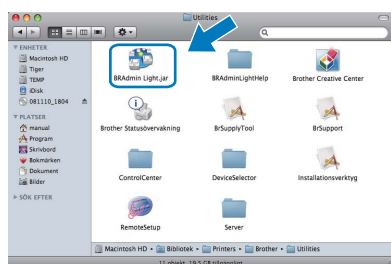 Utilities
ENHETER
Macintosh HD
Tiger
TEMP
iDisk
081110_1804
PLATSER
manual
Program
Skrivbord
Bokmärken
Dokument
Bilder
SÖK EFTER
BRAdmin Light.jar
BRAdminLightHelp
Brother Creative Center
Brother Statusövervakning
BrSupplyTool
BrSupport
ControlCenter
DeviceSelector
Installationsverktyg
RemoteSetup
Server
Macintosh HD ▸ Bibliotek ▸ Printers ▸ Brother ▸ Utilities
11 objekt, 19,5 GB tillgängligt